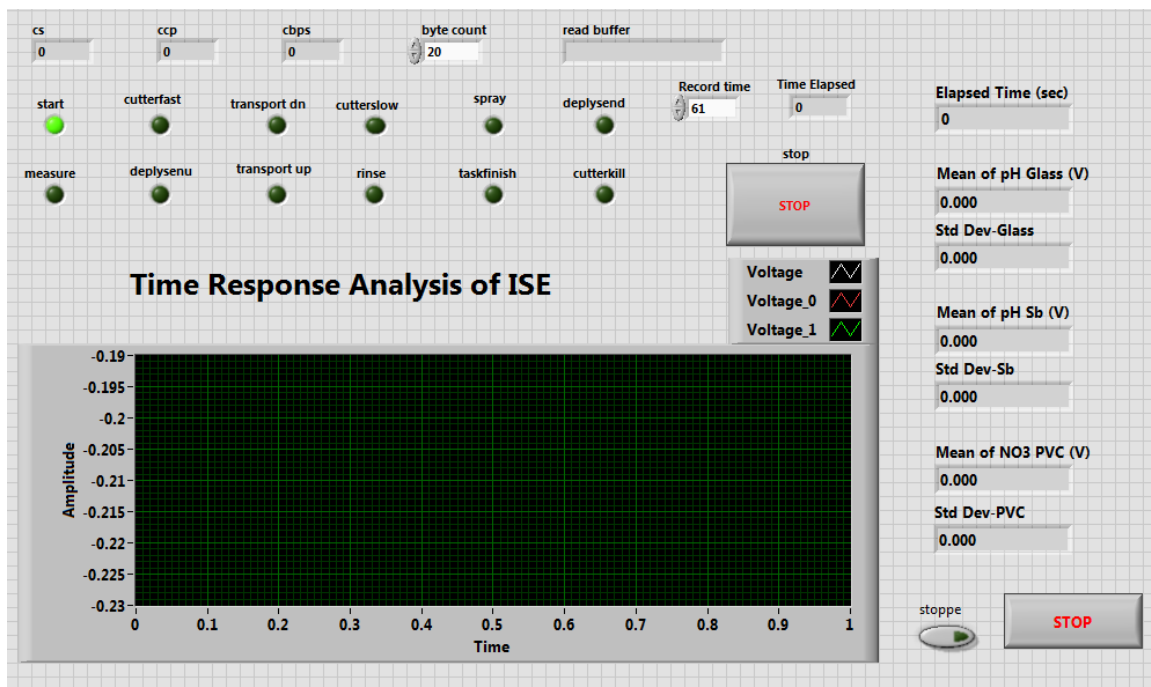 cs ccp cbps byte count read buffer
0 0 0 20
Record time Time Elapsed
61 0
start cutterfast transport dn cutterslow spray deplysend
measure deplysenu transport up rinse taskfinish cutterkill
stop
STOP
Elapsed Time (sec)
0
Mean of pH Glass (V)
0.000
Std Dev-Glass
0.000
Mean of pH Sb (V)
0.000
Std Dev-Sb
0.000
Mean of NO3 PVC (V)
0.000
Std Dev-PVC
0.000
stoppe
STOP
Time Response Analysis of ISE
Voltage
Voltage_0
Voltage_1
Amplitude
-0.19
-0.195
-0.2
-0.205
-0.21
-0.215
-0.22
-0.225
-0.23
0 0.1 0.2 0.3 0.4 0.5 0.6 0.7 0.8 0.9 1
Time